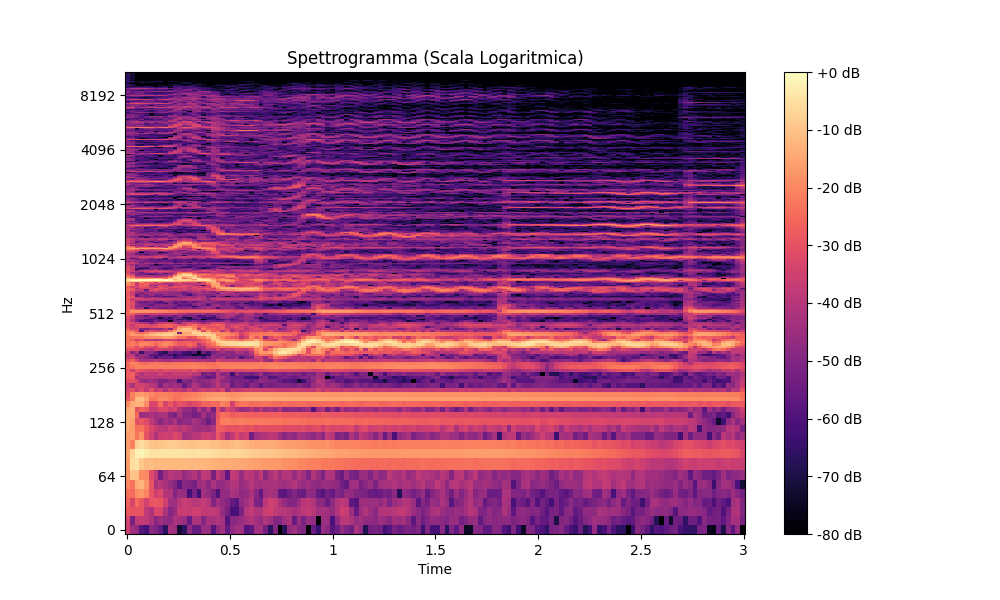 Spettrogramma (Scala Logaritmica)
8192
4096
2048
1024
512
256
128
64
0
Hz
0
0.5
1
1.5
2
2.5
3
Time
+0 dB
-10 dB
-20 dB
-30 dB
-40 dB
-50 dB
-60 dB
-70 dB
-80 dB